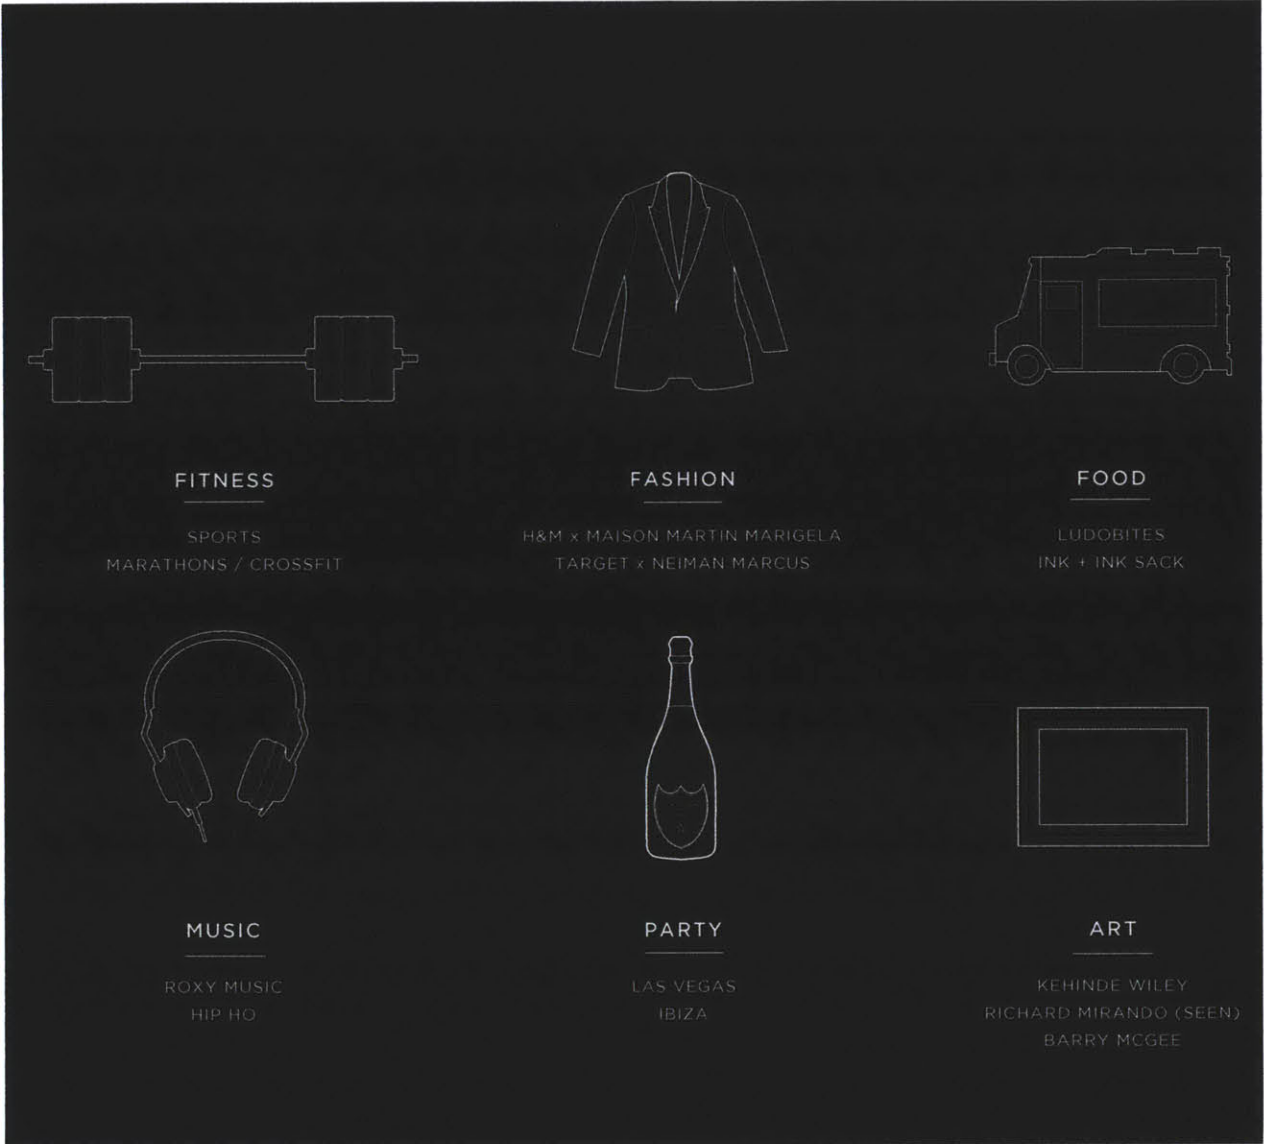 FITNESS
SPORTS
MARATHONS / CROSSFIT
FASHION
H&M x MAISON MARTIN MARIGELA
TARGET x NEIMAN MARCUS
FOOD
LUDOBITES
INK + INK SACK
MUSIC
ROXY MUSIC
HIP HO
PARTY
LAS VEGAS
IBIZA
ART
KEHINDE WILEY
RICHARD MIRANDO (SEEN)
BARRY MCGEE